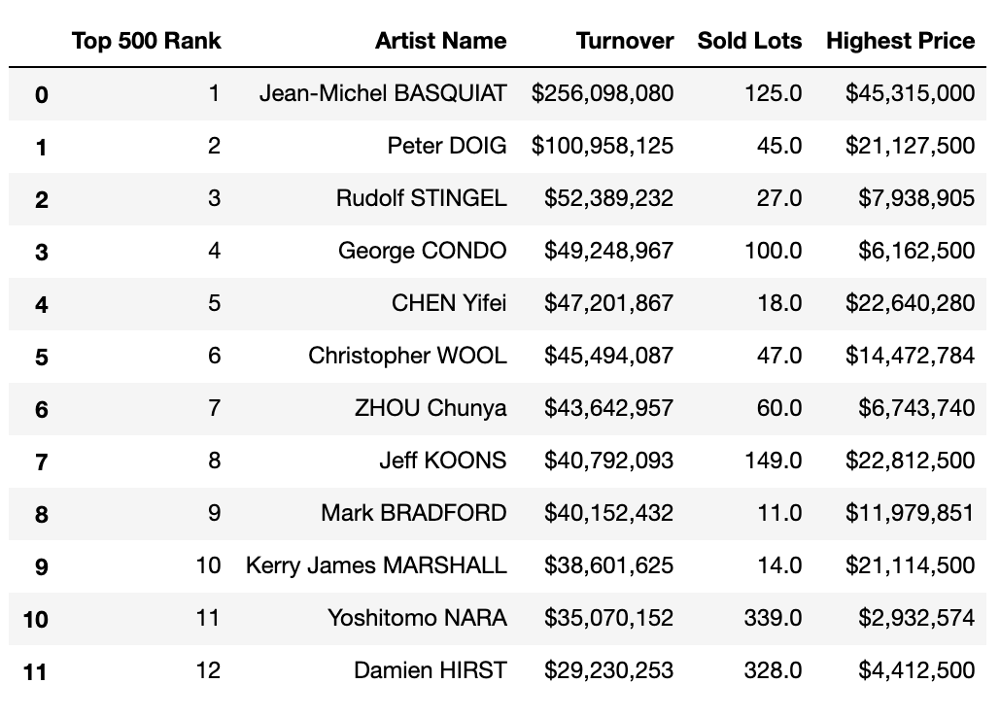 Top 500 Rank Artist Name Turnover Sold Lots Highest Price
0 1 Jean-Michel BASQUIAT $256,098,080 125.0 $45,315,000
1 2 Peter DOIG $100,958,125 45.0 $21,127,500
2 3 Rudolf STINGEL $52,389,232 27.0 $7,938,905
3 4 George CONDO $49,248,967 100.0 $6,162,500
4 5 CHEN Yifei $47,201,867 18.0 $22,640,280
5 6 Christopher WOOL $45,494,087 47.0 $14,472,784
6 7 ZHOU Chunya $43,642,957 60.0 $6,743,740
7 8 Jeff KOONS $40,792,093 149.0 $22,812,500
8 9 Mark BRADFORD $40,152,432 11.0 $11,979,851
9 10 Kerry James MARSHALL $38,601,625 14.0 $21,114,500
10 11 Yoshitomo NARA $35,070,152 339.0 $2,932,574
11 12 Damien HIRST $29,230,253 328.0 $4,412,500